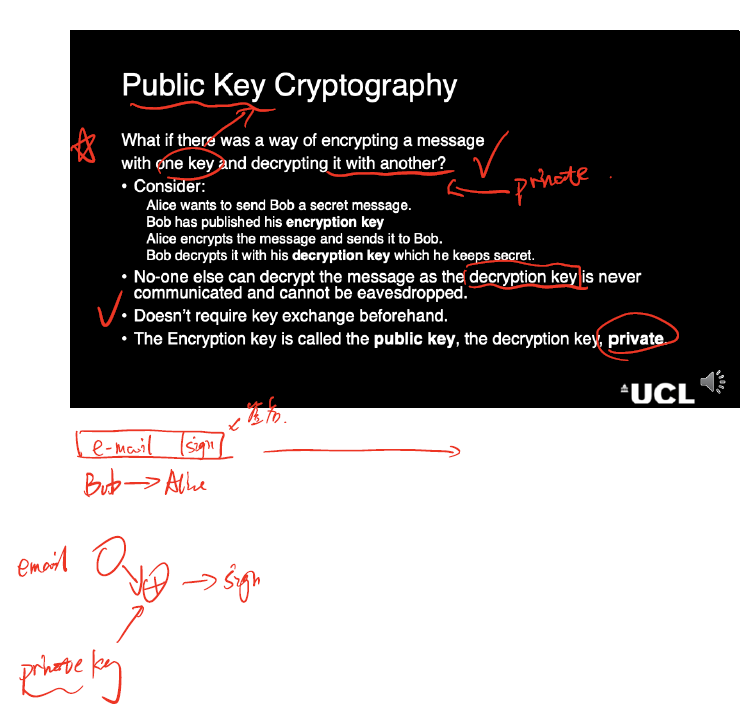 Public Key Cryptography
What if there was a way of encrypting a message
with one key and decrypting it with another?
private
• Consider:
Alice wants to send Bob a secret message.
Bob has published his encryption key
Alice encrypts the message and sends it to Bob.
Bob decrypts it with his decryption key which he keeps secret.
• No-one else can decrypt the message as the decryption key is never
communicated and cannot be eavesdropped.
• Doesn't require key exchange beforehand.
• The Encryption key is called the public key, the decryption key, private.
UCL
签名.
e-mail sign
Bob → Alice
email
→ sign
private key